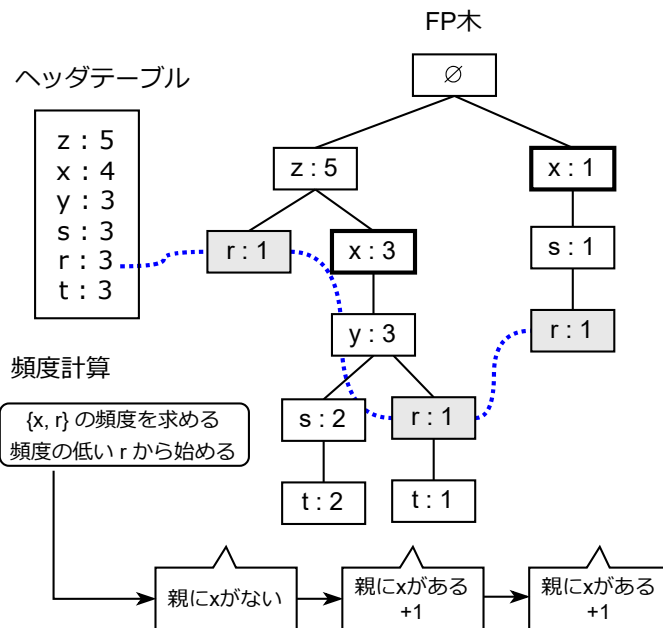 FP木
∅
ヘッダテーブル
z : 5
x : 4
y : 3
s : 3
r : 3
t : 3
z : 5
x : 1
r : 1
x : 3
s : 1
y : 3
r : 1
s : 2
r : 1
t : 2
t : 1
頻度計算
{x, r} の頻度を求める
頻度の低い r から始める
親にxがない
親にxがある
+1
親にxがある
+1